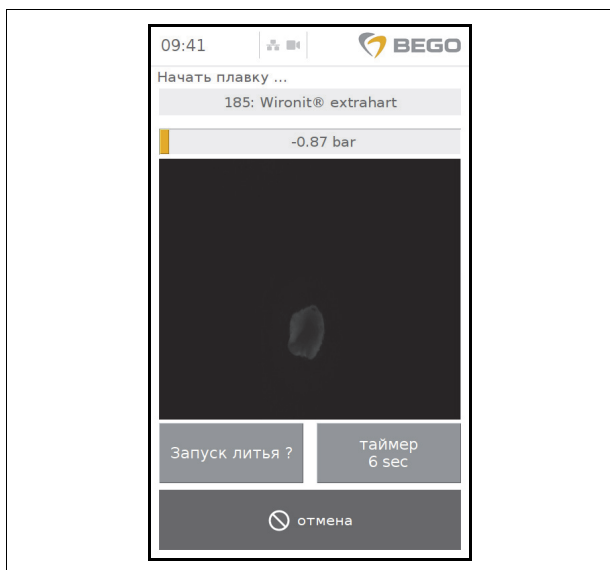 09:41
BEGO
Начать плавку ...
185: Wironit® extrahart
-0.87 bar
Запуск литья ?
таймер
6 sec
отмена